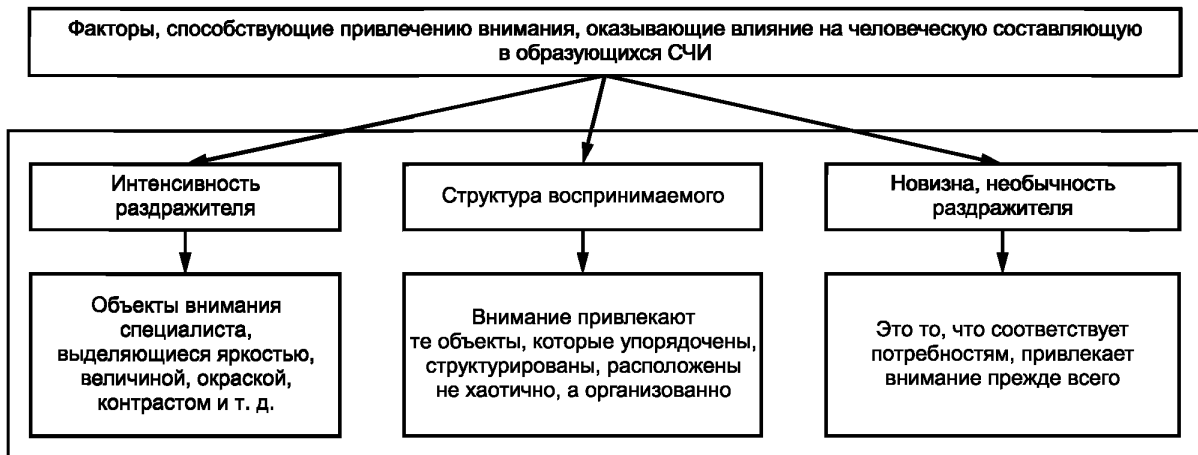 Факторы, способствующие привлечению внимания, оказывающие влияние на человеческую составляющую
в образующихся СЧИ
Интенсивность
раздражителя
Структура воспринимаемого
Новизна, необычность
раздражителя
Объекты внимания
специалиста,
выделяющиеся яркостью,
величиной, окраской,
контрастом и т. д.
Внимание привлекают
те объекты, которые упорядочены,
структурированы, расположены
не хаотично, а организованно
Это то, что соответствует
потребностям, привлекает
внимание прежде всего